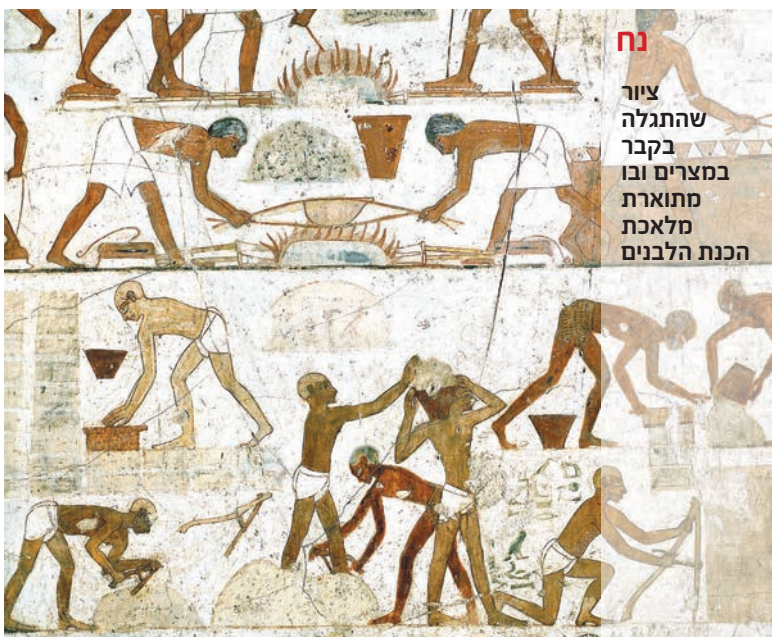 נח
ציור
שהתגלה
בקבר
במצרים ובו
מתוארת
מלאכת
הכנת הלבנים